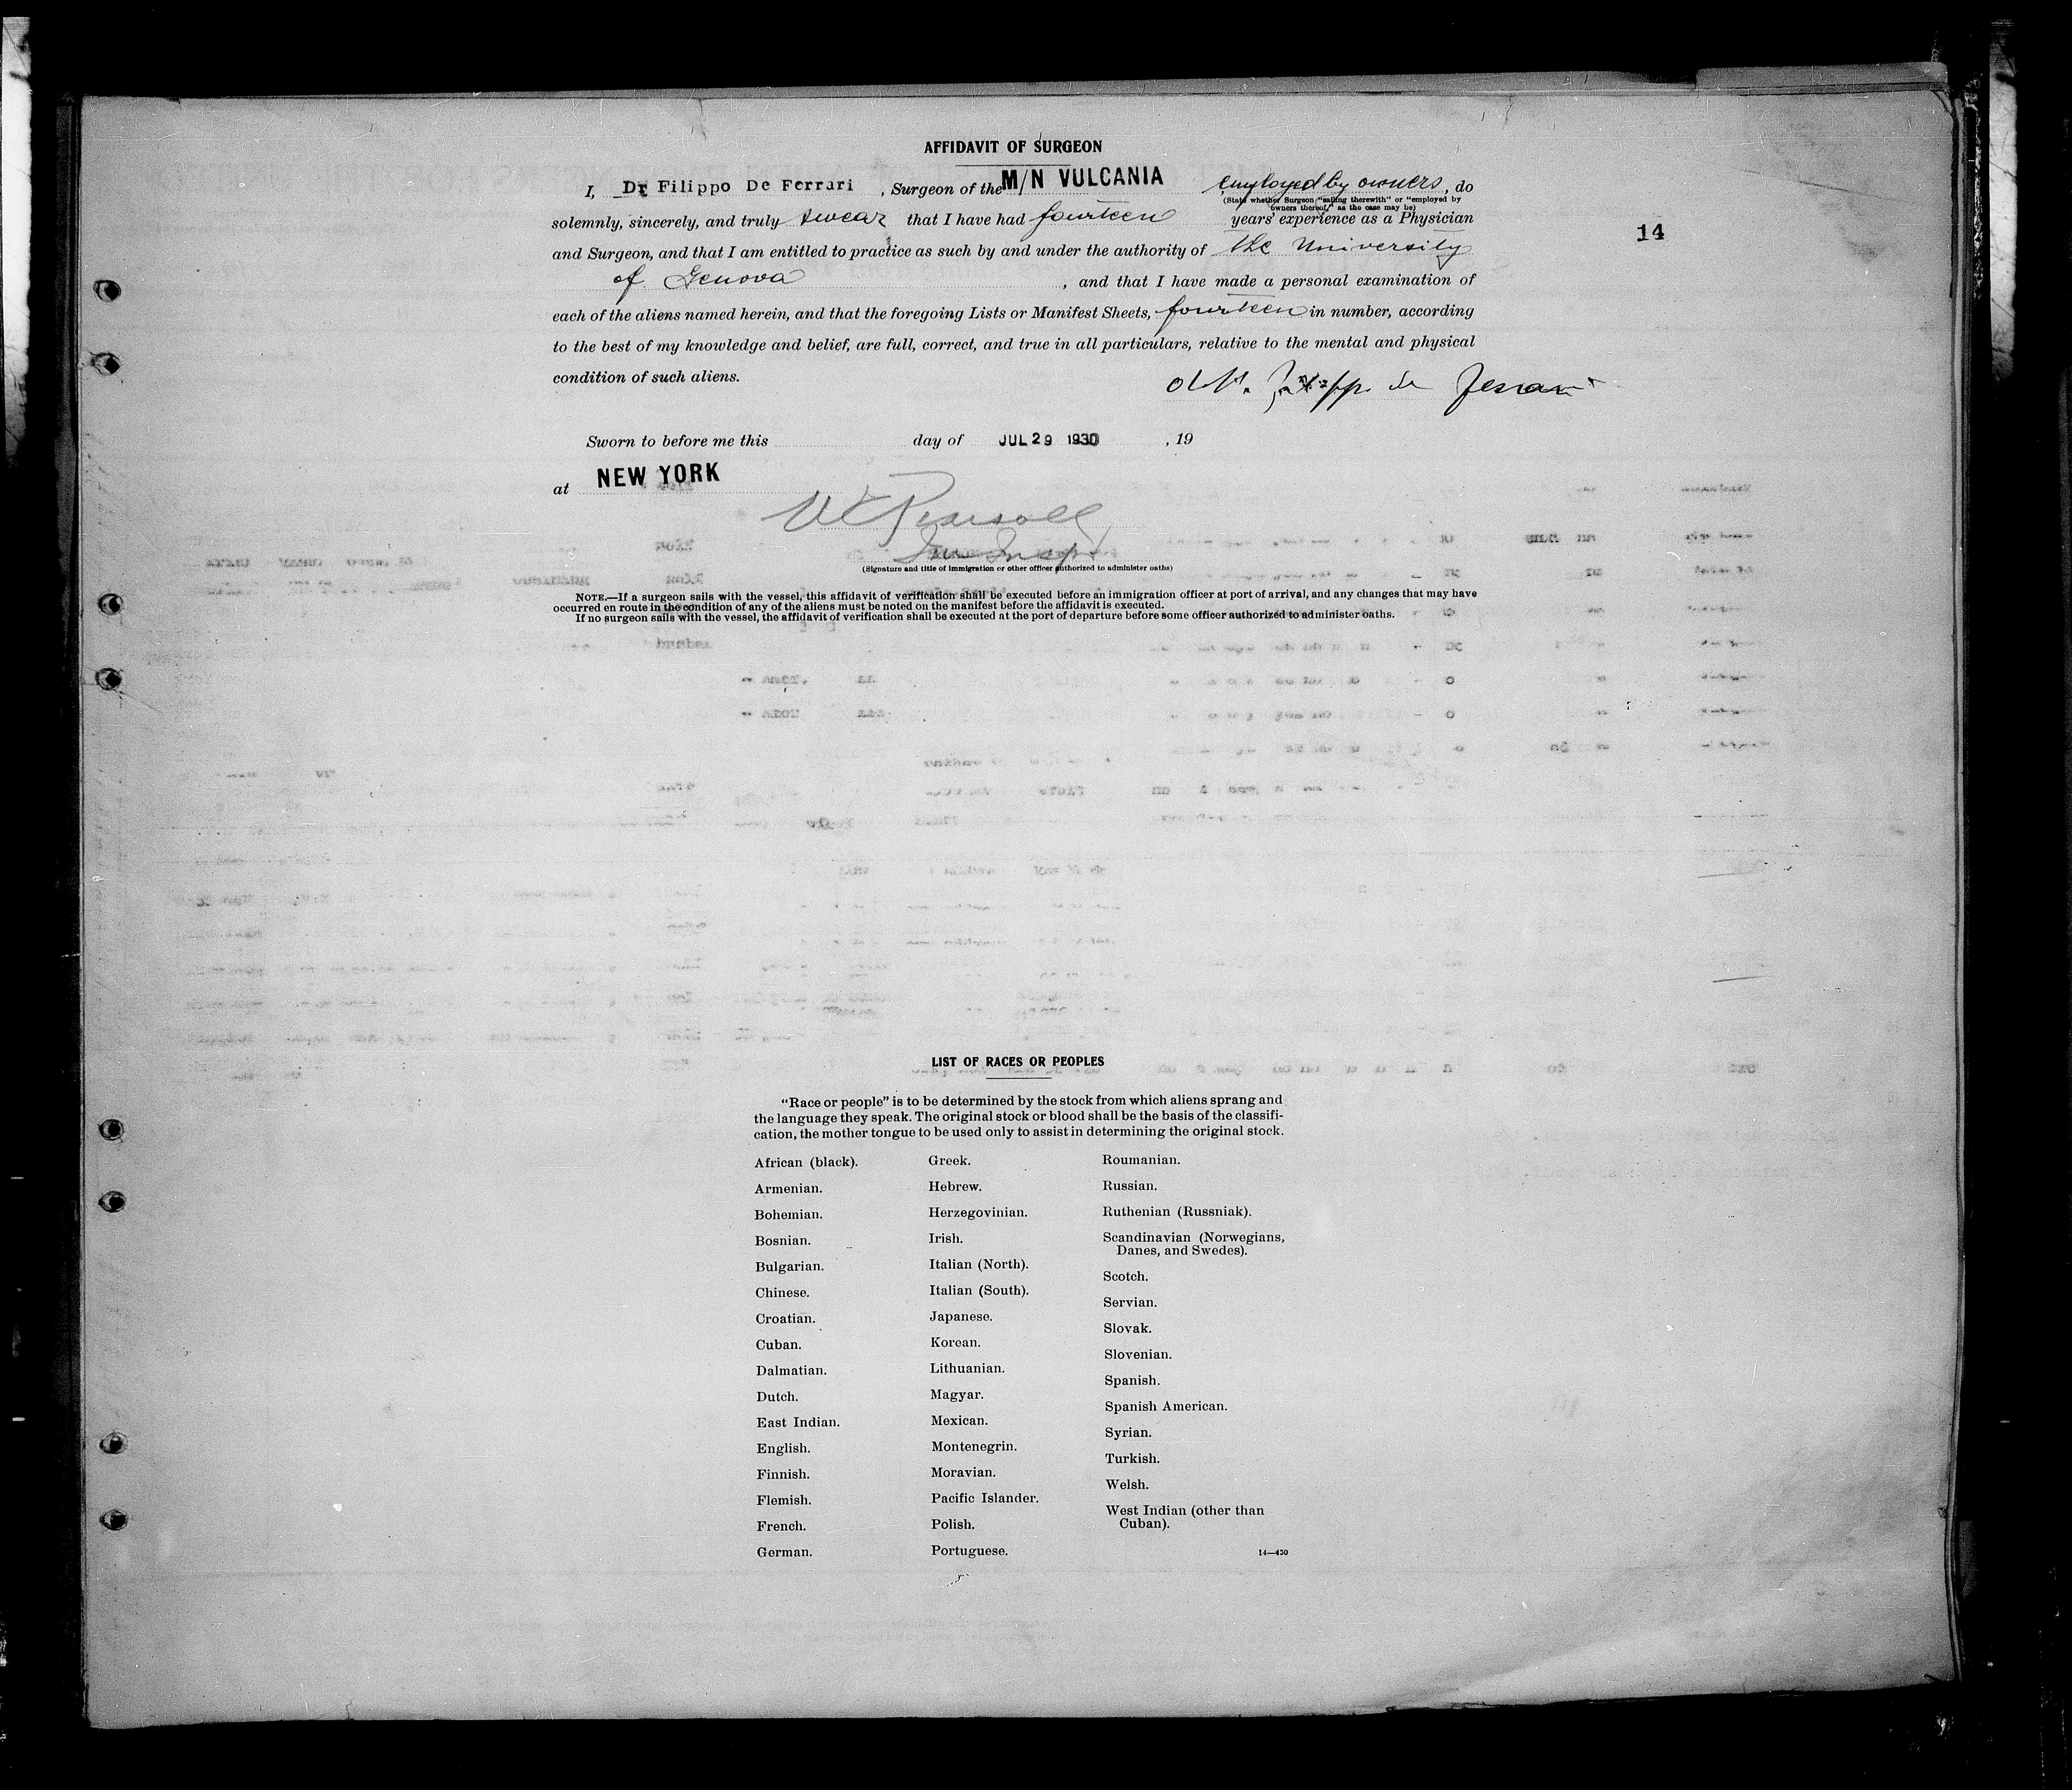 AFFIDAVIT OF SURGEON
I, Dr Filippo De Ferrari , Surgeon of the M/N VULCANIA employed by owners, do
(State whether Surgeon "sailing therewith" or "employed by
owners thereof," as the case may be)
solemnly, sincerely, and truly swear that I have had fourteen years' experience as a Physician
14
and Surgeon, and that I am entitled to practice as such by and under the authority of the University
of Genova , and that I have made a personal examination of
each of the aliens named herein, and that the foregoing Lists or Manifest Sheets, fourteen in number, according
to the best of my knowledge and belief, are full, correct, and true in all particulars, relative to the mental and physical
condition of such aliens.
Sworn to before me this day of JUL 29 1930 , 19
at NEW YORK
(Signature and title of immigration or other officer authorized to administer oaths)
NOTE.—If a surgeon sails with the vessel, this affidavit of verification shall be executed before an immigration officer at port of arrival, and any changes that may have
occurred en route in the condition of any of the aliens must be noted on the manifest before the affidavit is executed.
If no surgeon sails with the vessel, the affidavit of verification shall be executed at the port of departure before some officer authorized to administer oaths.
LIST OF RACES OR PEOPLES
"Race or people" is to be determined by the stock from which aliens sprang and
the language they speak. The original stock or blood shall be the basis of the classifi-
cation, the mother tongue to be used only to assist in determining the original stock.
African (black).
Armenian.
Bohemian.
Bosnian.
Bulgarian.
Chinese.
Croatian.
Cuban.
Dalmatian.
Dutch.
East Indian.
English.
Finnish.
Flemish.
French.
German.
Greek.
Hebrew.
Herzegovinian.
Irish.
Italian (North).
Italian (South).
Japanese.
Korean.
Lithuanian.
Magyar.
Mexican.
Montenegrin.
Moravian.
Pacific Islander.
Polish.
Portuguese.
Roumanian.
Russian.
Ruthenian (Russniak).
Scandinavian (Norwegians,
Danes, and Swedes).
Scotch.
Servian.
Slovak.
Slovenian.
Spanish.
Spanish American.
Syrian.
Turkish.
Welsh.
West Indian (other than
Cuban).
14—430